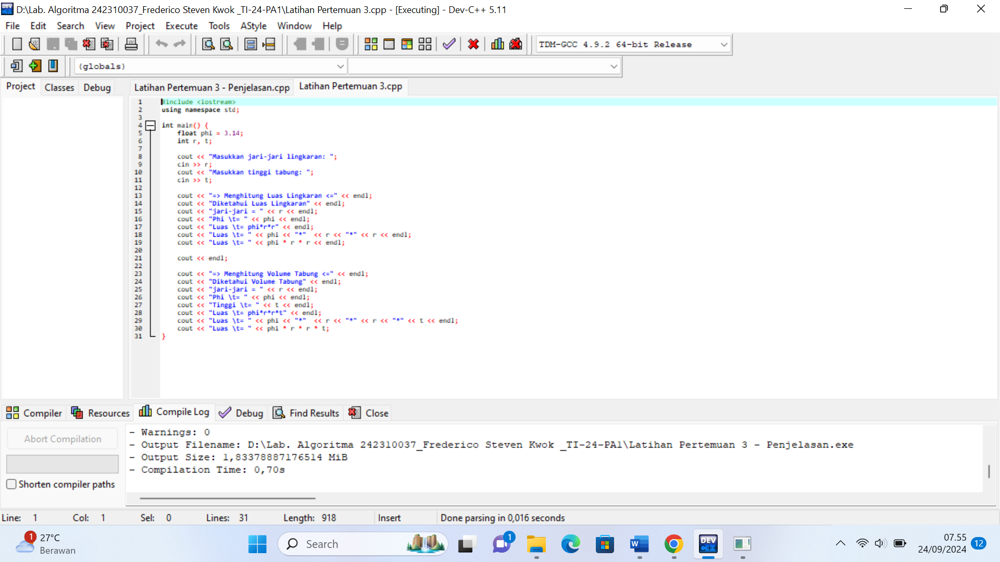 D:\Lab. Algoritma 242310037_Frederico Steven Kwok _TI-24-PA1\Latihan Pertemuan 3.cpp - [Executing] - Dev-C++ 5.11
File Edit Search View Project Execute Tools AStyle Window Help
TDM-GCC 4.9.2 64-bit Release
(globals)
Project Classes Debug
Latihan Pertemuan 3 - Penjelasan.cpp Latihan Pertemuan 3.cpp
1 #include <iostream>
2 using namespace std;
3
4 int main() {
5 float phi = 3.14;
6 int r, t;
7
8 cout << "Masukkan jari-jari lingkaran: ";
9 cin >> r;
10 cout << "Masukkan tinggi tabung: ";
11 cin >> t;
12
13 cout << "=> Menghitung Luas Lingkaran <=" << endl;
14 cout << "Diketahui Luas Lingkaran" << endl;
15 cout << "jari-jari = " << r << endl;
16 cout << "Phi \t= " << phi << endl;
17 cout << "Luas \t= phi*r*r" << endl;
18 cout << "Luas \t= " << phi << "*"  << r << "*" << r << endl;
19 cout << "Luas \t= " << phi * r * r << endl;
20
21 cout << endl;
22
23 cout << "=> Menghitung Volume Tabung <=" << endl;
24 cout << "Diketahui Volume Tabung" << endl;
25 cout << "jari-jari = " << r << endl;
26 cout << "Phi \t= " << phi << endl;
27 cout << "Tinggi \t= " << t << endl;
28 cout << "Luas \t= phi*r*r*t" << endl;
29 cout << "Luas \t= " << phi << "*"  << r << "*" << r << "*" << t << endl;
30 cout << "Luas \t= " << phi * r * r * t;
31 }
Compiler Resources Compile Log Debug Find Results Close
Abort Compilation
Shorten compiler paths
- Warnings: 0
- Output Filename: D:\Lab. Algoritma 242310037_Frederico Steven Kwok _TI-24-PA1\Latihan Pertemuan 3 - Penjelasan.exe
- Output Size: 1,83378887176514 MiB
- Compilation Time: 0,70s
Line: 1 Col: 1 Sel: 0 Lines: 31 Length: 918 Insert Done parsing in 0,016 seconds
1
27°C
Berawan
Search
1
W
DEV
C++
07.55
24/09/2024
12